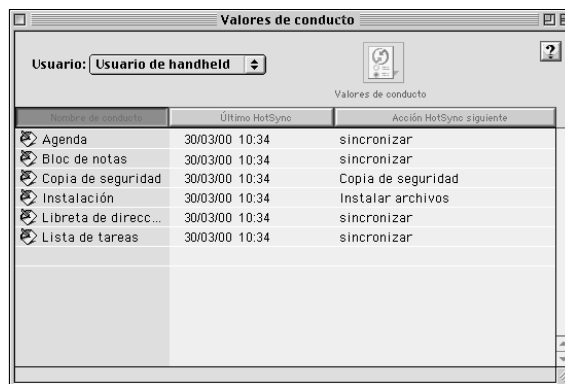 Valores de conducto
Usuario: Usuario de handheld
?
Valores de conducto
Nombre de conducto Último HotSync Acción HotSync siguiente
Agenda 30/03/00 10:34 sincronizar
Bloc de notas 30/03/00 10:34 sincronizar
Copia de seguridad 30/03/00 10:34 Copia de seguridad
Instalación 30/03/00 10:34 Instalar archivos
Libreta de direcc... 30/03/00 10:34 sincronizar
Lista de tareas 30/03/00 10:34 sincronizar